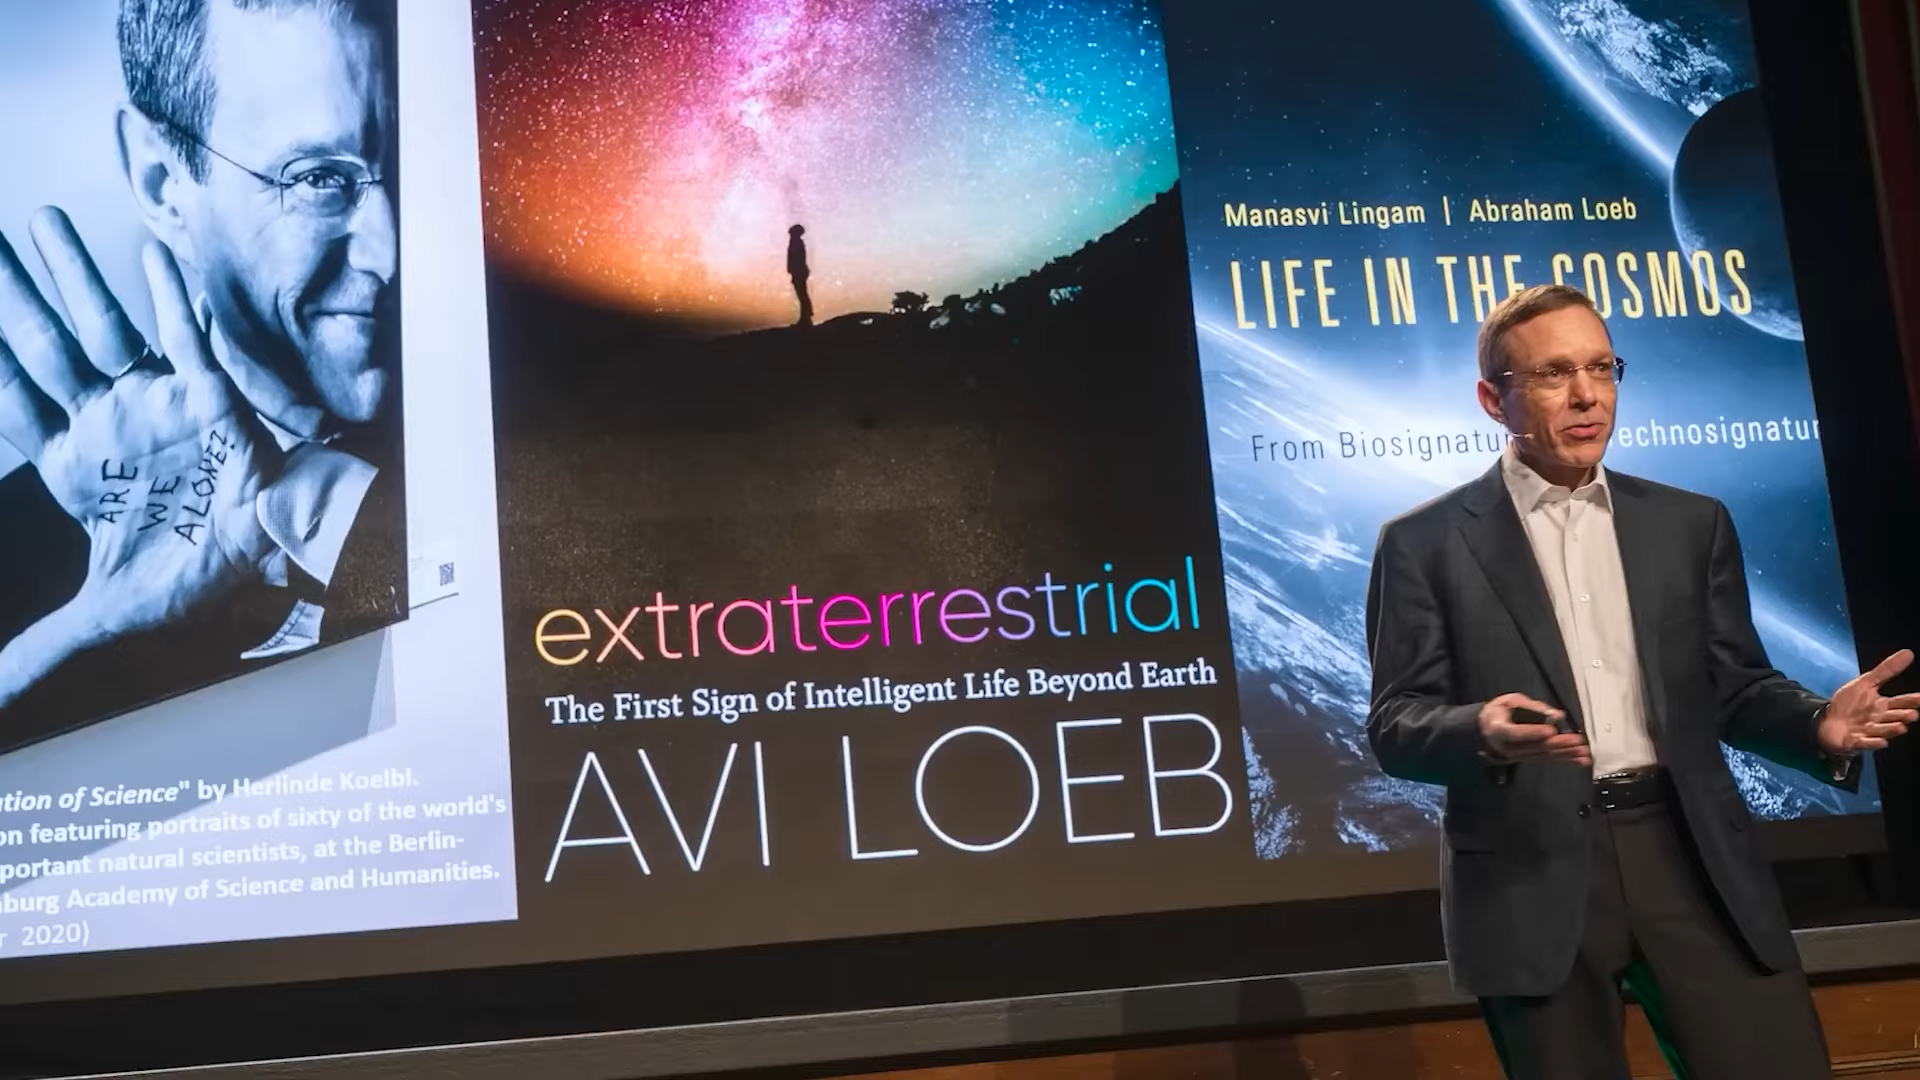 ARE
WE
ALONE?
tion of Science" by Herlinde Koelbl.
on featuring portraits of sixty of the world's
portant natural scientists, at the Berlin-
burg Academy of Science and Humanities.
r 2020)
extraterrestrial
The First Sign of Intelligent Life Beyond Earth
AVI LOEB
Manasvi Lingam | Abraham Loeb
LIFE IN THE COSMOS
From Biosignatu echnosignatur